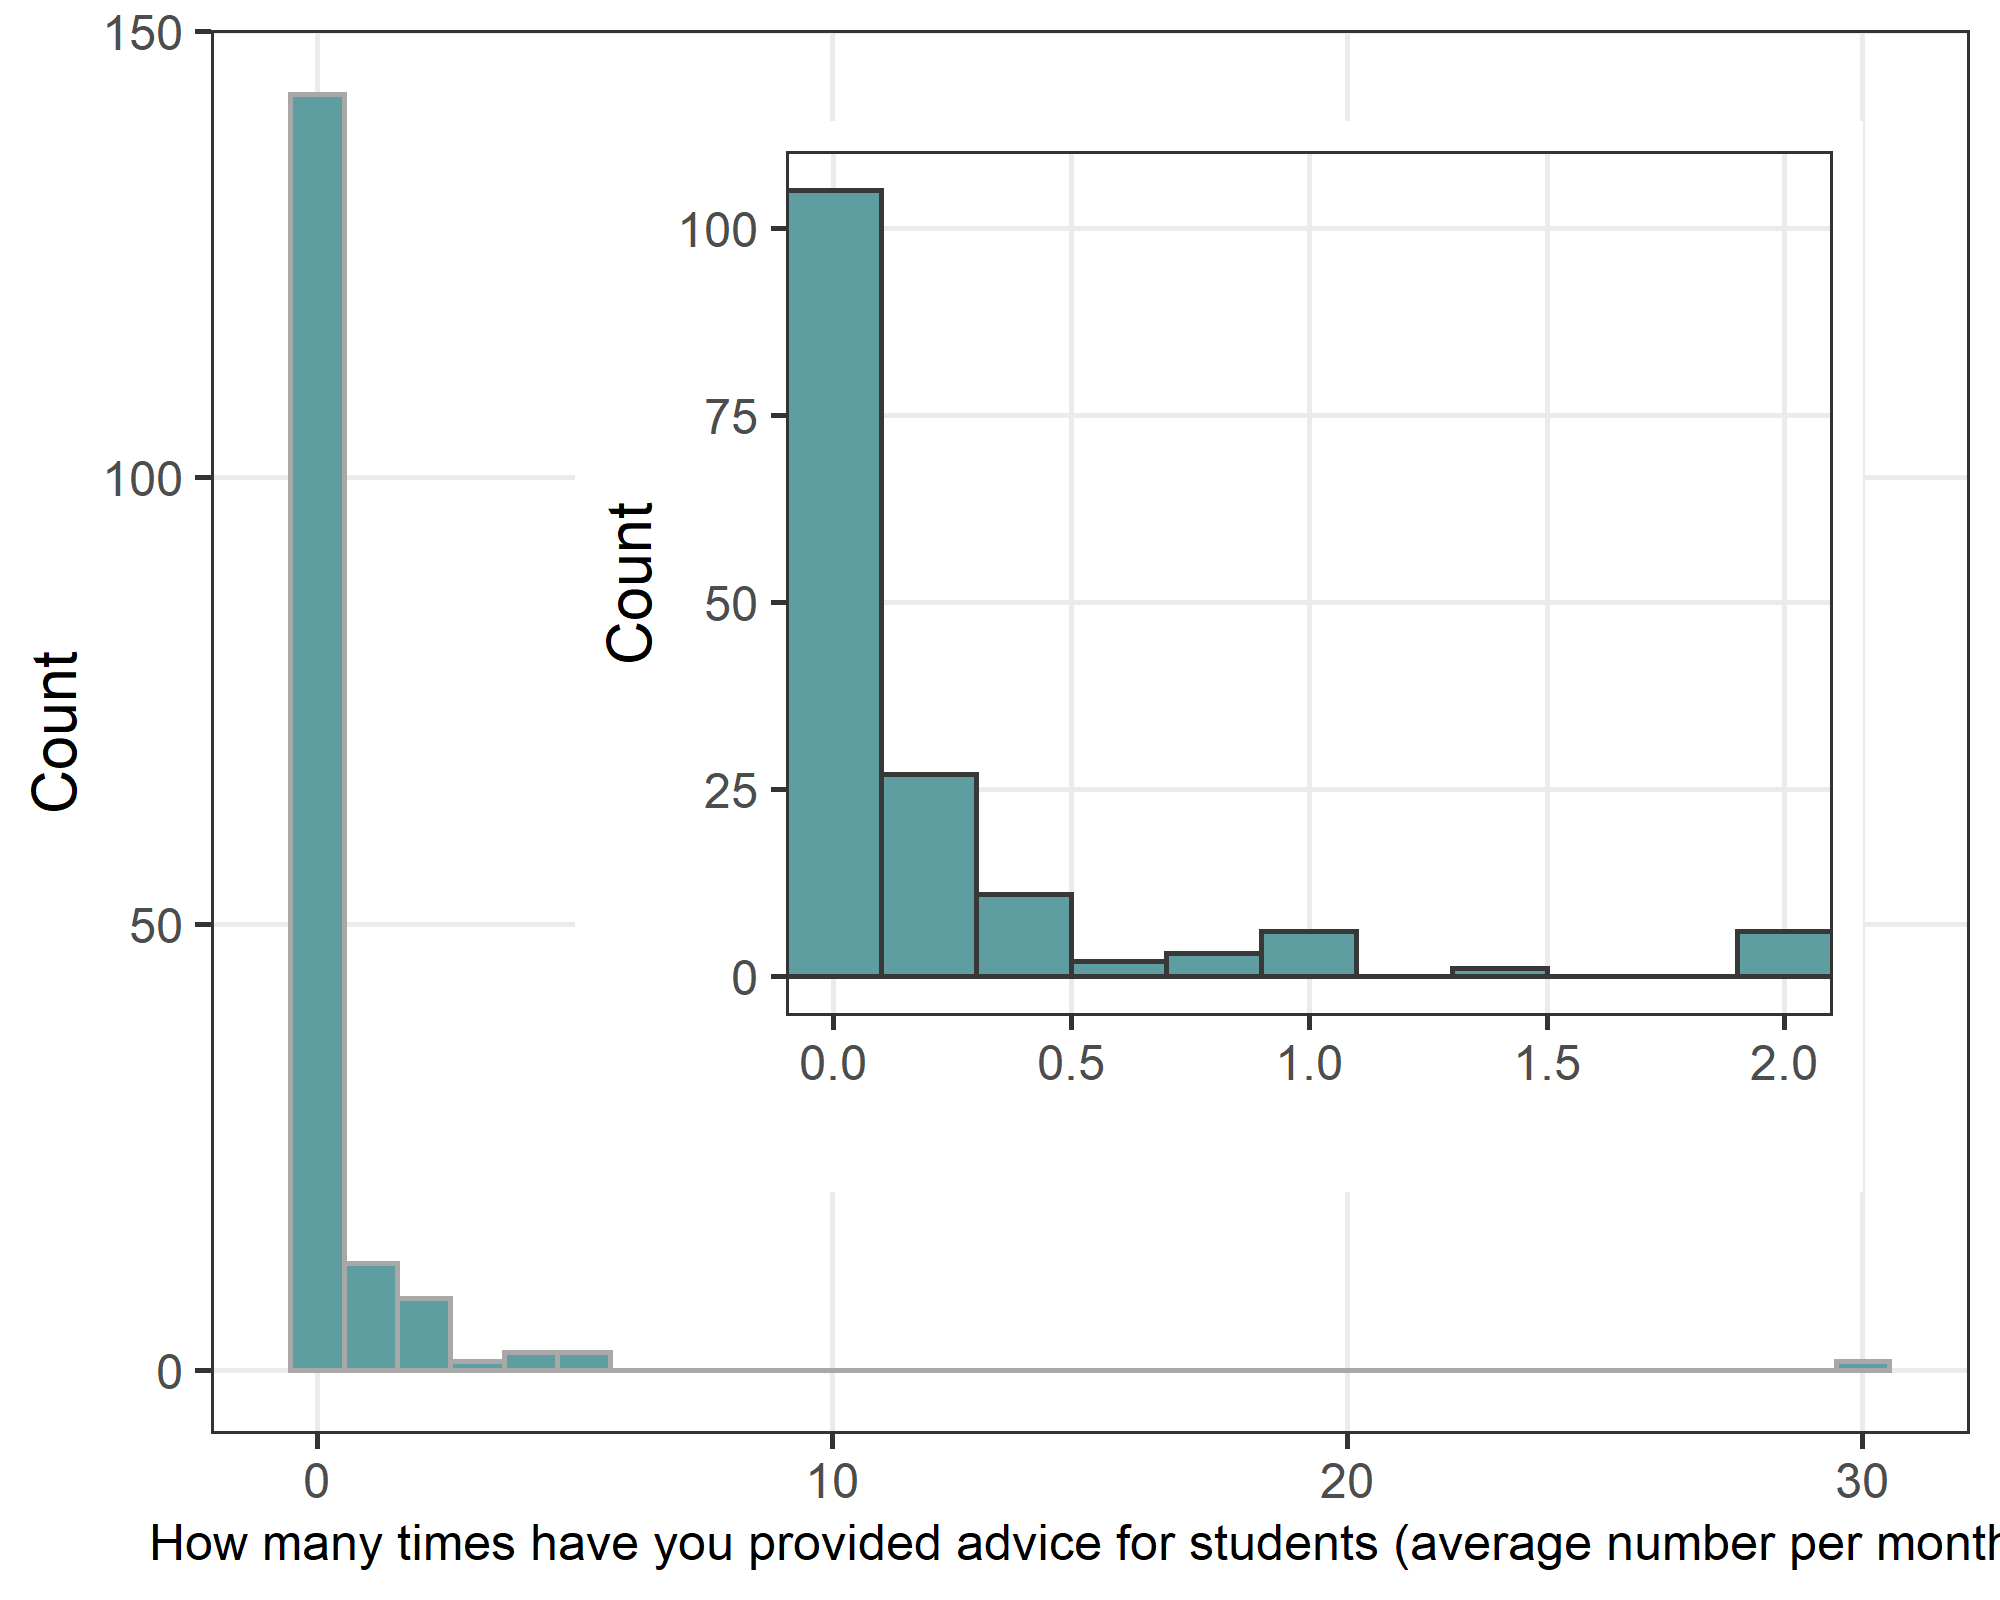 150
100
50
0
Count
100
75
50
25
0
Count
0.0 0.5 1.0 1.5 2.0
0 10 20 30
How many times have you provided advice for students (average number per month